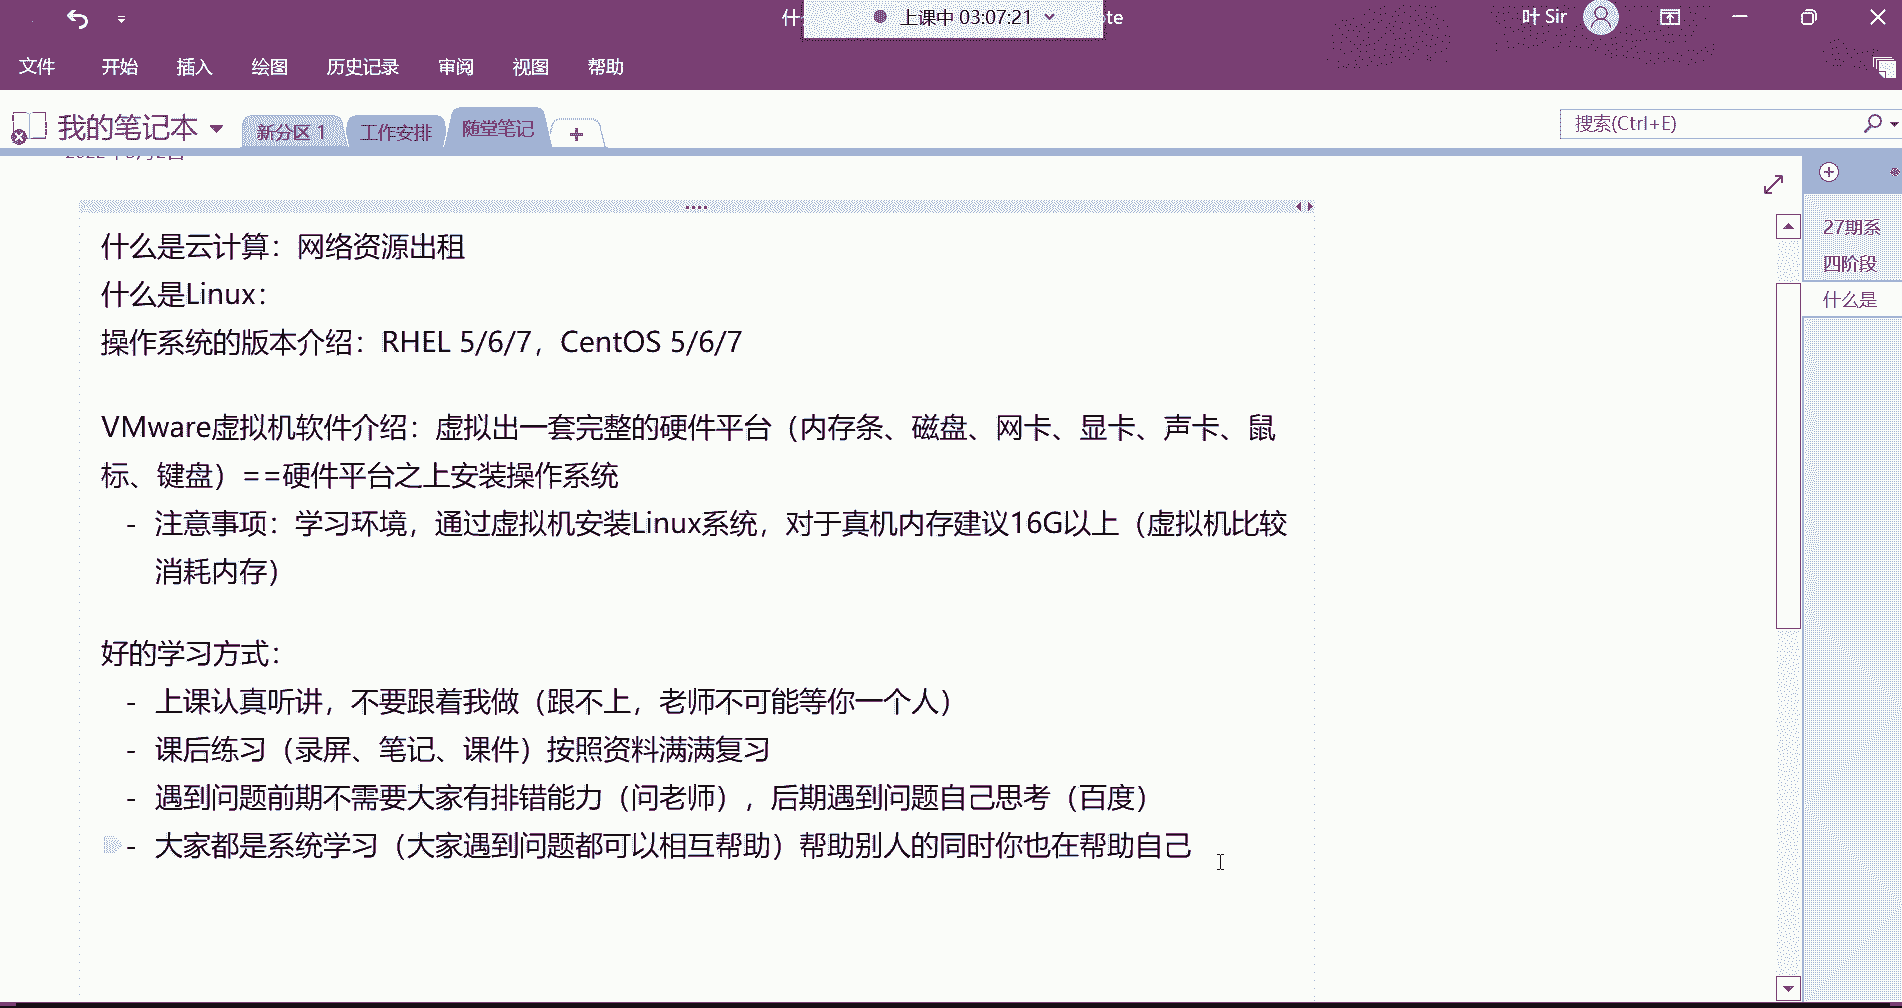 上课中 03:07:21
叶 Sir
文件 开始 插入 绘图 历史记录 审阅 视图 帮助
我的笔记本 新分区 1 工作安排 随堂笔记
搜索(Ctrl+E)
27期系
四阶段
什么是
什么是云计算：网络资源出租
什么是Linux：
操作系统的版本介绍：RHEL 5/6/7，CentOS 5/6/7
VMware虚拟机软件介绍：虚拟出一套完整的硬件平台（内存条、磁盘、网卡、显卡、声卡、鼠
标、键盘）==硬件平台之上安装操作系统
- 注意事项：学习环境，通过虚拟机安装Linux系统，对于真机内存建议16G以上（虚拟机比较
消耗内存）
好的学习方式：
- 上课认真听讲，不要跟着我做（跟不上，老师不可能等你一个人）
- 课后练习（录屏、笔记、课件）按照资料满满复习
- 遇到问题前期不需要大家有排错能力（问老师），后期遇到问题自己思考（百度）
- 大家都是系统学习（大家遇到问题都可以相互帮助）帮助别人的同时你也在帮助自己